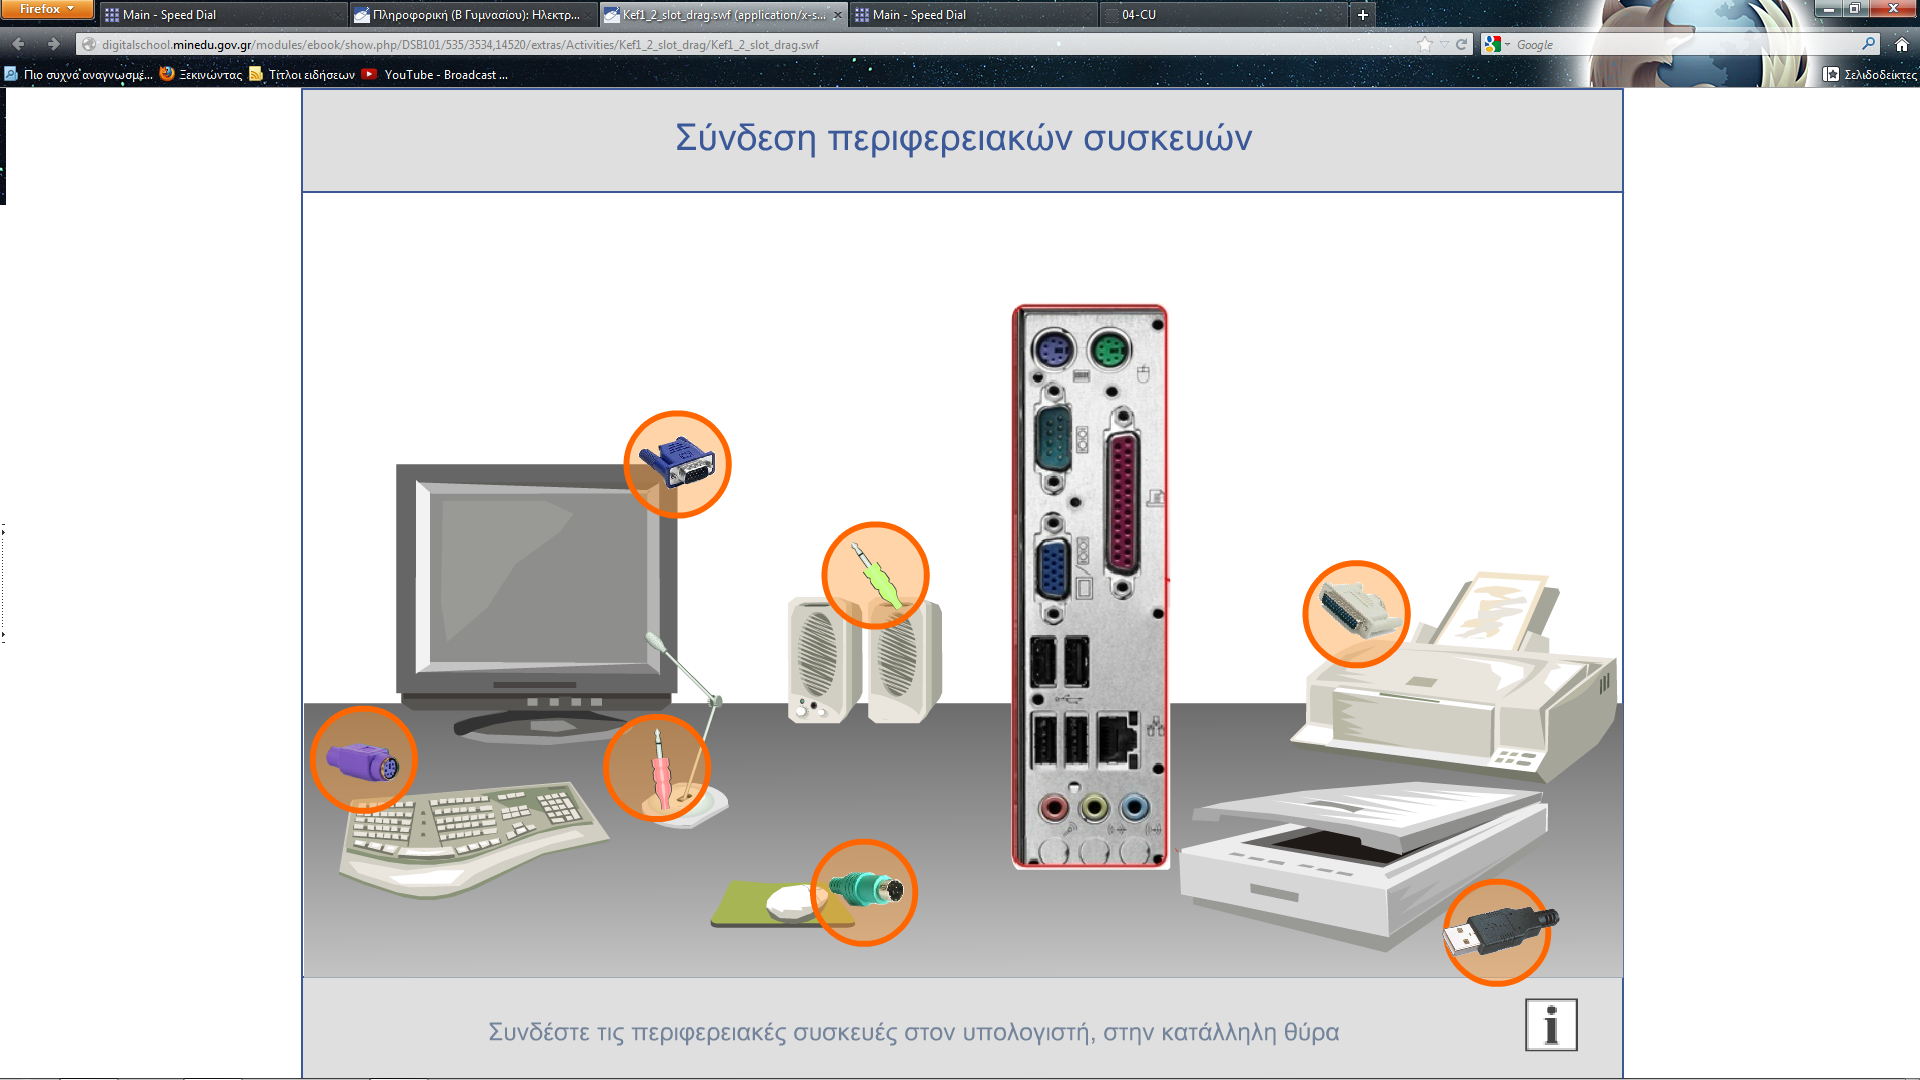 Firefox
Main - Speed Dial
Πληροφορική (Β Γυμνασίου): Ηλεκτρ...
Kef1_2_slot_drag.swf (application/x-s...
Main - Speed Dial
04-CU
digitalschool.minedu.gov.gr/modules/ebook/show.php/DSB101/535/3534,14520/extras/Activities/Kef1_2_slot_drag/Kef1_2_slot_drag.swf
Google
Πιο συχνά αναγνωσμέ...
Ξεκινώντας
Τίτλοι ειδήσεων
YouTube - Broadcast ...
Σελιδοδείκτες
Σύνδεση περιφερειακών συσκευών
Συνδέστε τις περιφερειακές συσκευές στον υπολογιστή, στην κατάλληλη θύρα
i